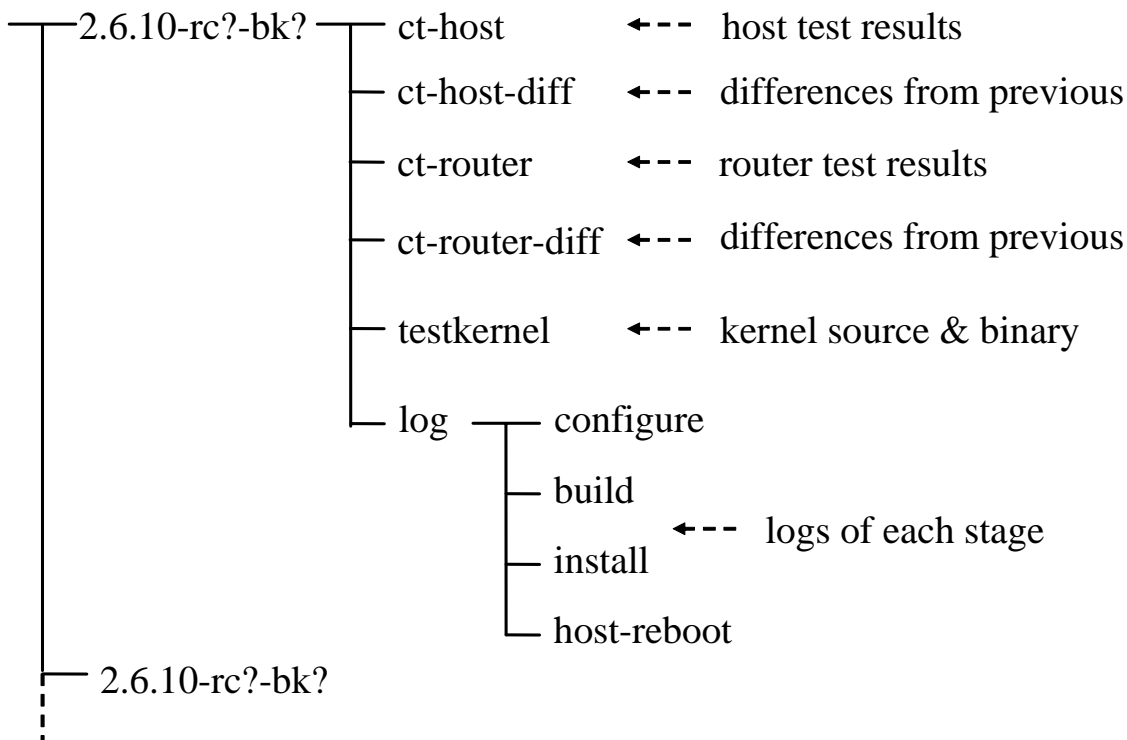 2.6.10-rc?-bk? ct-host host test results
ct-host-diff differences from previous
ct-router router test results
ct-router-diff differences from previous
testkernel kernel source & binary
log configure
build
logs of each stage
install
host-reboot
2.6.10-rc?-bk?